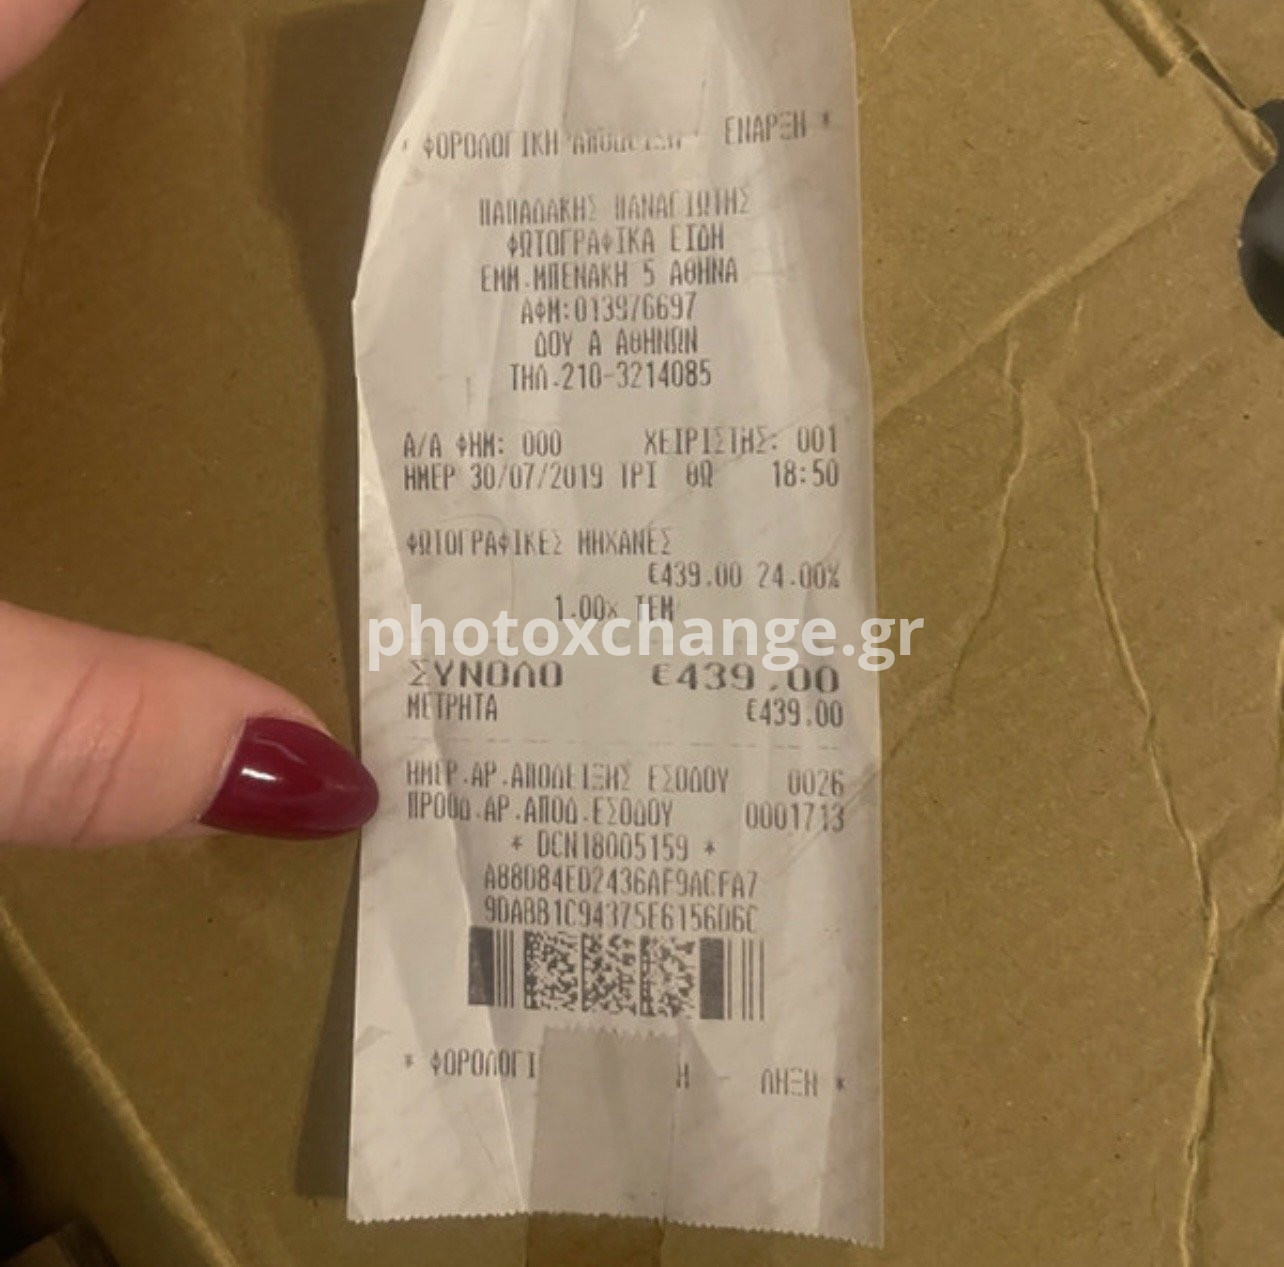 * ΦΟΡΟΛΟΓΙΚΗ ΑΠΟΔΕΙΞΗ - ΕΝΑΡΞΗ *
ΠΑΠΑΔΑΚΗΣ ΠΑΝΑΓΙΩΤΗΣ
ΦΩΤΟΓΡΑΦΙΚΑ ΕΙΔΗ
ΕΜΜ.ΜΠΕΝΑΚΗ 5 ΑΘΗΝΑ
ΑΦΜ:013976697
ΔΟΥ Α ΑΘΗΝΩΝ
ΤΗΛ.210-3214085
Α/Α ΦΗΜ: 000 ΧΕΙΡΙΣΤΗΣ: 001
ΗΜΕΡ 30/07/2019 ΤΡΙ ΘΩ 18:50
ΦΩΤΟΓΡΑΦΙΚΕΣ ΜΗΧΑΝΈΣ
€439.00 24.00%
1.00x ΤΕΜ
photoxchange.gr
ΣΥΝΟΛΟ €439.00
ΜΕΤΡΗΤΑ €439.00
ΗΜΕΡ.ΑΡ.ΑΠΟΔΕΙΞΗΣ ΕΣΟΔΟΥ 0026
ΠΡΟΟΔ.ΑΡ.ΑΠΟΔ.ΕΣΟΔΟΥ 0001713
* DCN18005159 *
A88D84ED2436AF9ACFA7
9DA881C94375E6156D6C
* ΦΟΡΟΛΟΓΙ Η - ΛΗΞΗ *